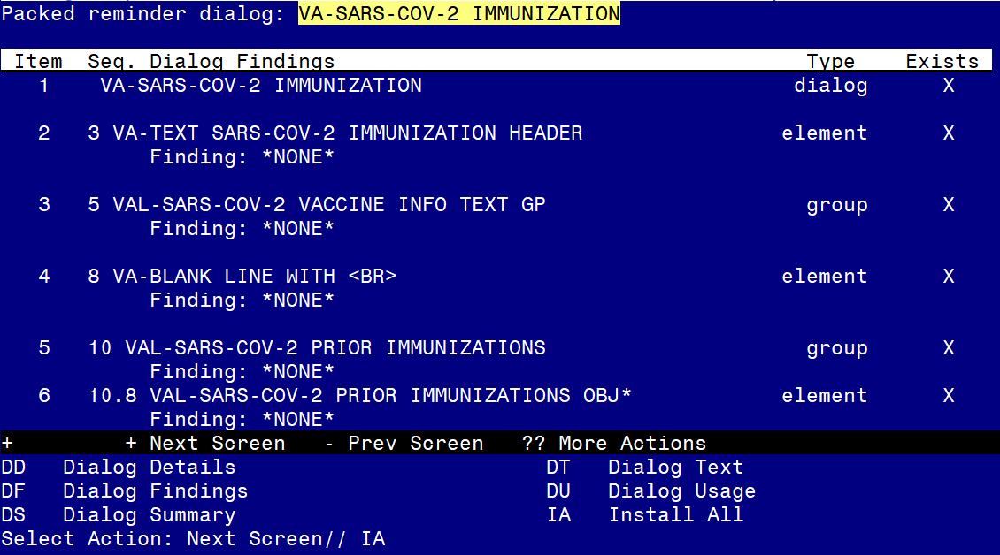 Packed reminder dialog: VA-SARS-COV-2 IMMUNIZATION
Item Seq. Dialog Findings Type Exists
1 VA-SARS-COV-2 IMMUNIZATION dialog X
2 3 VA-TEXT SARS-COV-2 IMMUNIZATION HEADER element X
Finding: *NONE*
3 5 VAL-SARS-COV-2 VACCINE INFO TEXT GP group X
Finding: *NONE*
4 8 VA-BLANK LINE WITH <BR> element X
Finding: *NONE*
5 10 VAL-SARS-COV-2 PRIOR IMMUNIZATIONS group X
Finding: *NONE*
6 10.8 VAL-SARS-COV-2 PRIOR IMMUNIZATIONS OBJ* element X
Finding: *NONE*
+ + Next Screen - Prev Screen ?? More Actions
DD Dialog Details DT Dialog Text
DF Dialog Findings DU Dialog Usage
DS Dialog Summary IA Install All
Select Action: Next Screen// IA